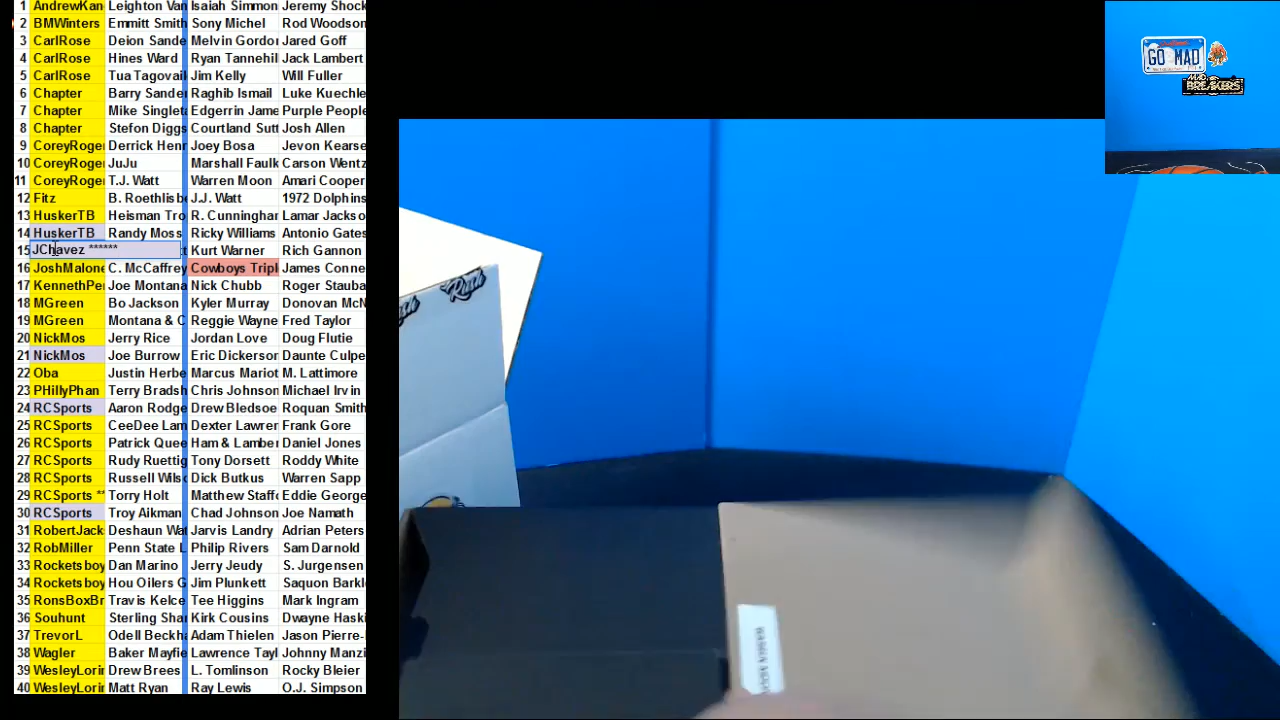 1 AndrewKan Leighton Van Isaiah Simmon Jeremy Shock
2 BMWinters Emmitt Smith Sony Michel Rod Woodson
3 CarlRose Deion Sande Melvin Gordo Jared Goff
4 CarlRose Hines Ward Ryan Tannehil Jack Lambert
5 CarlRose Tua Tagovail Jim Kelly Will Fuller
6 Chapter Barry Sander Raghib Ismail Luke Kuechle
7 Chapter Mike Singlet Edgerrin Jame Purple People
8 Chapter Stefon Diggs Courtland Sutt Josh Allen
9 CoreyRoger Derrick Henr Joey Bosa Jevon Kearse
10 CoreyRoger JuJu Marshall Faulk Carson Wentz
11 CoreyRoger T.J. Watt Warren Moon Amari Cooper
12 Fitz B. Roethlisbe J.J. Watt 1972 Dolphins
13 HuskerTB Heisman Tro R. Cunninghar Lamar Jackso
14 HuskerTB Randy Moss Ricky Williams Antonio Gates
15 JChavez ****** Kurt Warner Rich Gannon
16 JoshMalone C. McCaffrey Cowboys Tripl James Conne
17 KennethPe Joe Montana Nick Chubb Roger Stauba
18 MGreen Bo Jackson Kyler Murray Donovan McN
19 MGreen Montana & C Reggie Wayne Fred Taylor
20 NickMos Jerry Rice Jordan Love Doug Flutie
21 NickMos Joe Burrow Eric Dickerson Daunte Culpe
22 Oba Justin Herbe Marcus Mariot M. Lattimore
23 PHillyPhan Terry Bradsh Chris Johnson Michael Irvin
24 RCSports Aaron Rodge Drew Bledsoe Roquan Smith
25 RCSports CeeDee Lam Dexter Lawrer Frank Gore
26 RCSports Patrick Quee Ham & Lamber Daniel Jones
27 RCSports Rudy Ruettig Tony Dorsett Roddy White
28 RCSports Russell Wilso Dick Butkus Warren Sapp
29 RCSports ** Torry Holt Matthew Staffo Eddie George
30 RCSports Troy Aikman Chad Johnson Joe Namath
31 RobertJack Deshaun Wat Jarvis Landry Adrian Peters
32 RobMiller Penn State L Philip Rivers Sam Darnold
33 Rocketsboy Dan Marino Jerry Jeudy S. Jurgensen
34 Rocketsboy Hou Oilers G Jim Plunkett Saquon Barkl
35 RonsBoxBr Travis Kelce Tee Higgins Mark Ingram
36 Souhunt Sterling Shar Kirk Cousins Dwayne Hask
37 TrevorL Odell Beckha Adam Thielen Jason Pierre-
38 Wagler Baker Mayfie Lawrence Tayl Johnny Manzi
39 WesleyLorin Drew Brees L. Tomlinson Rocky Bleier
40 WesleyLorin Matt Ryan Ray Lewis O.J. Simpson
GO MAD
MAD
BREAKERS
Rush